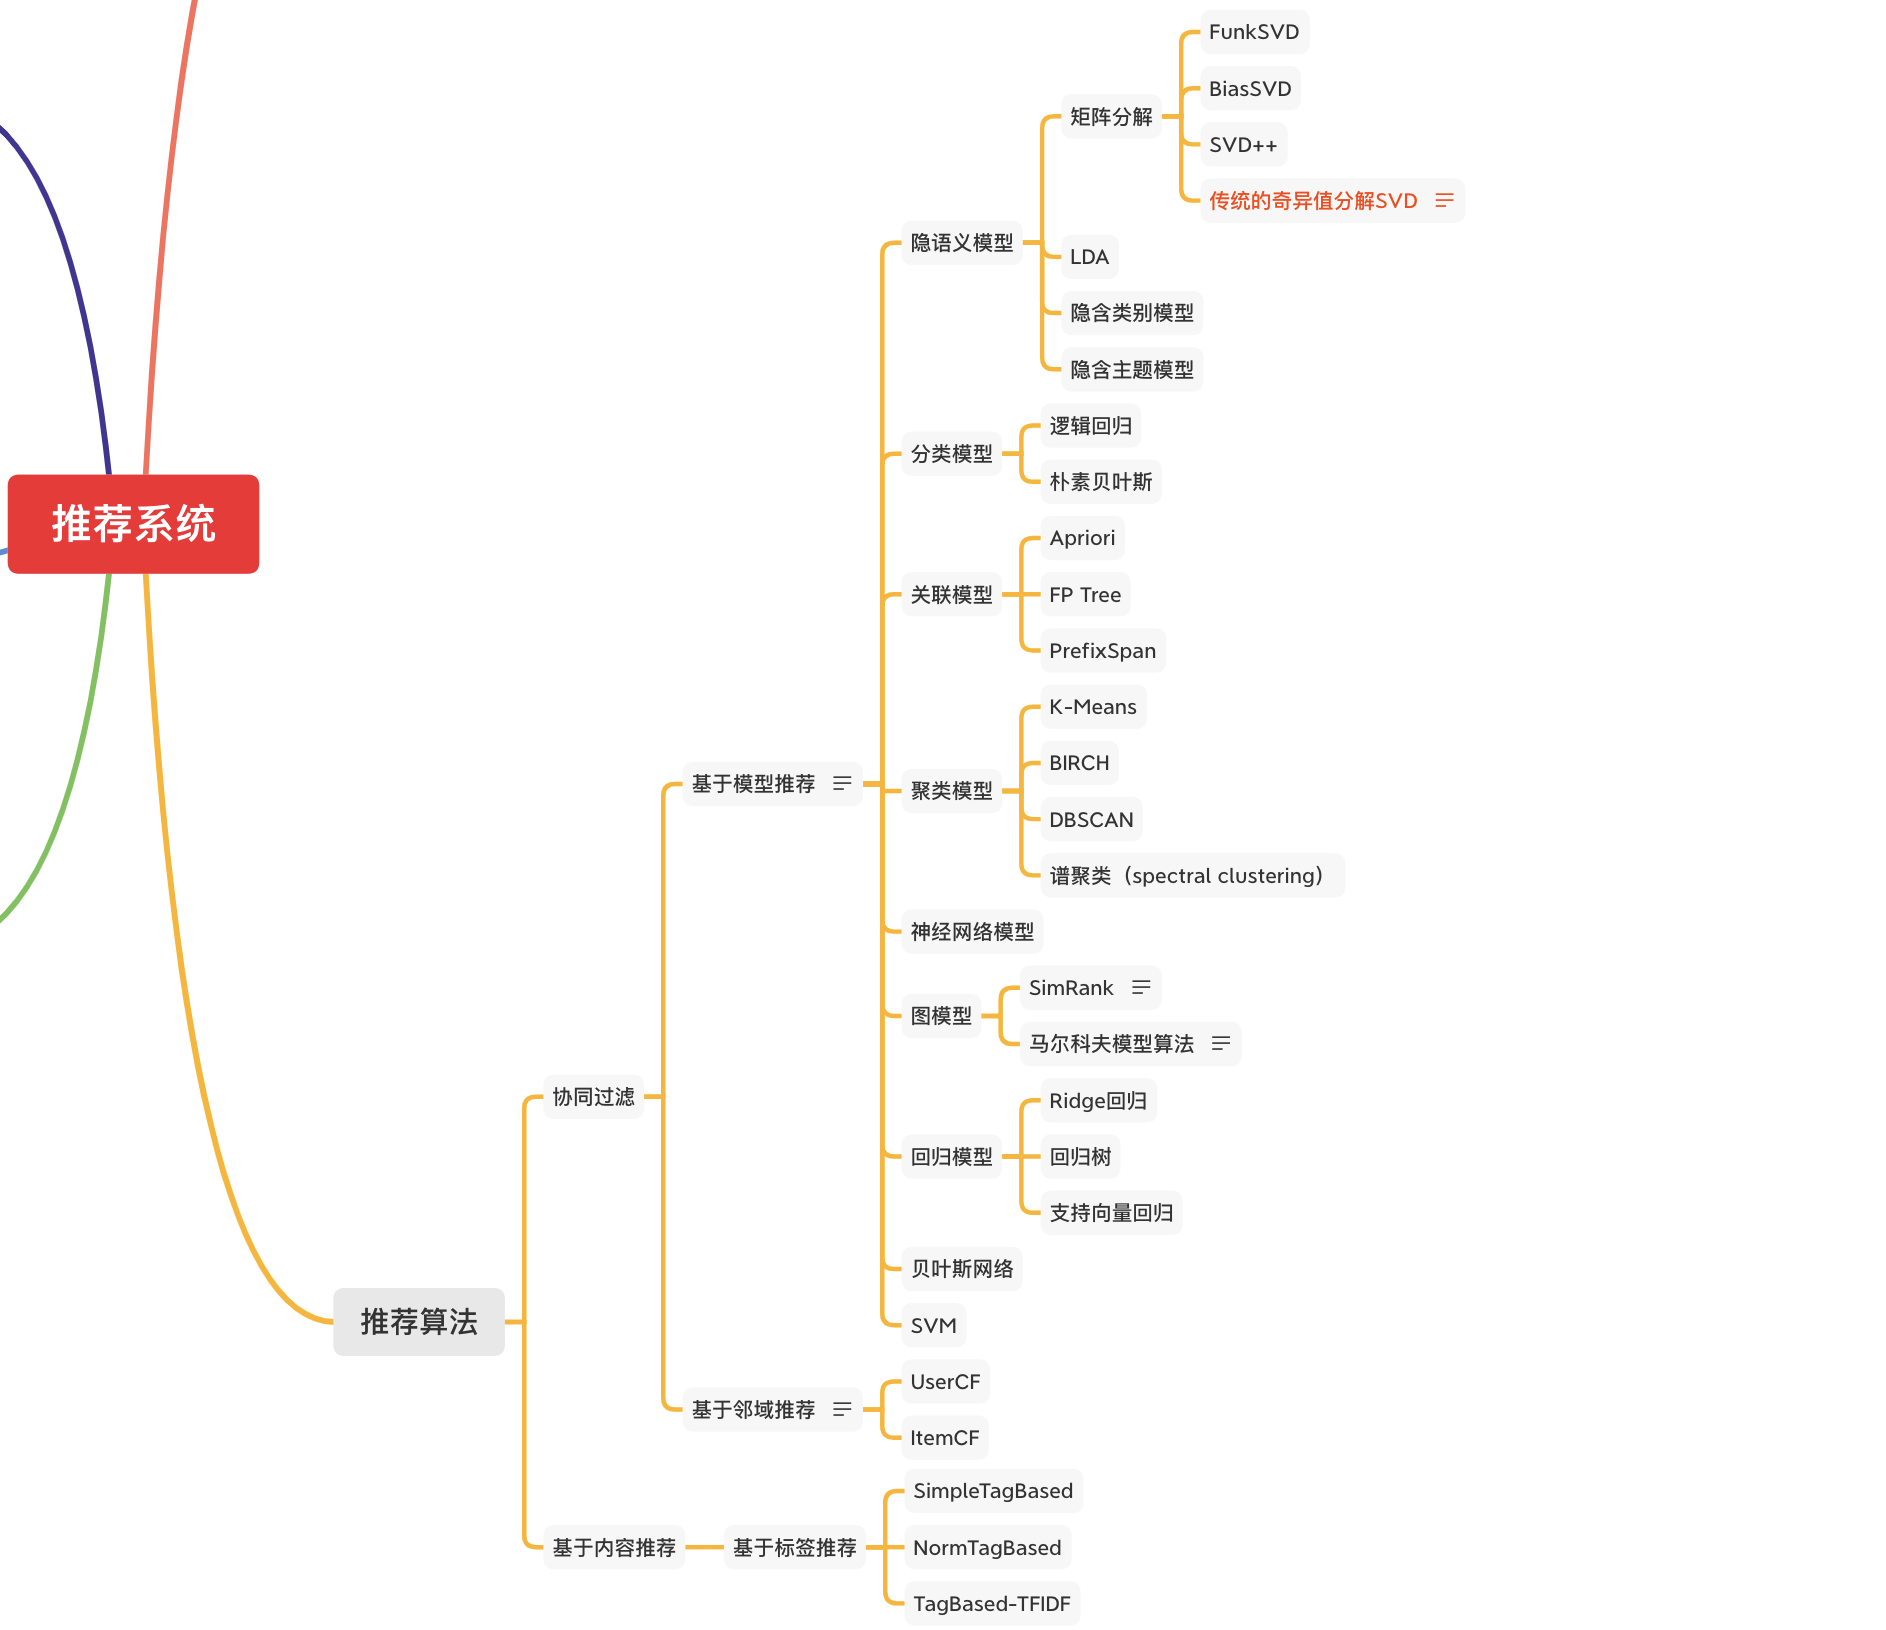 推荐系统
推荐算法
协同过滤
基于模型推荐
隐语义模型
矩阵分解
FunkSVD
BiasSVD
SVD++
传统的奇异值分解SVD
LDA
隐含类别模型
隐含主题模型
分类模型
逻辑回归
朴素贝叶斯
关联模型
Apriori
FP Tree
PrefixSpan
聚类模型
K-Means
BIRCH
DBSCAN
谱聚类（spectral clustering）
神经网络模型
图模型
SimRank
马尔科夫模型算法
回归模型
Ridge回归
回归树
支持向量回归
贝叶斯网络
SVM
基于邻域推荐
UserCF
ItemCF
基于内容推荐
基于标签推荐
SimpleTagBased
NormTagBased
TagBased-TFIDF